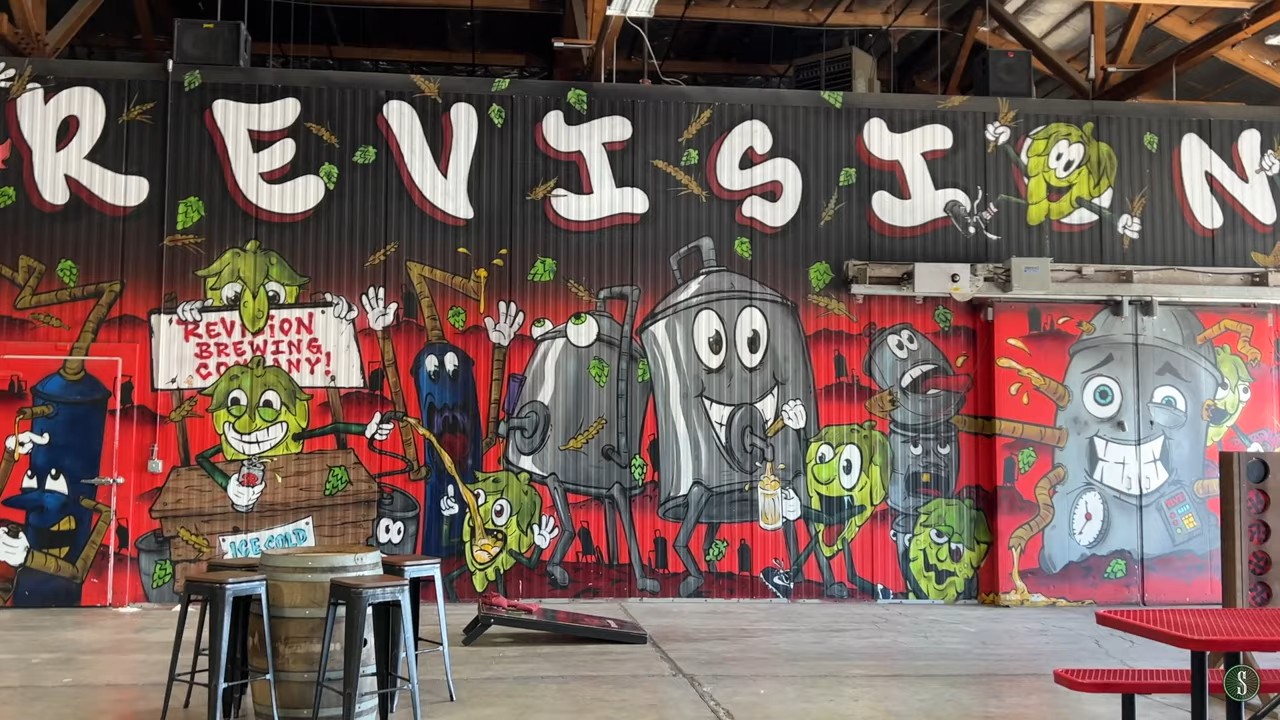 REVISION
REVISION
BREWING
COMPANY!
ICE COLD
S